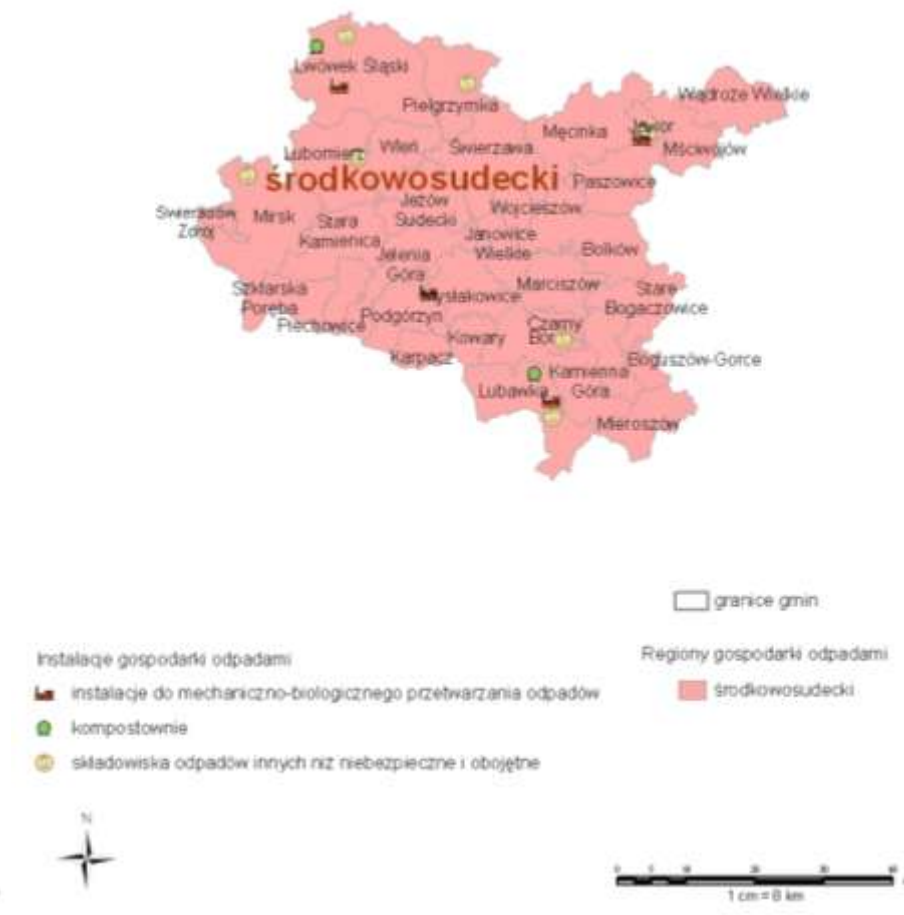 Lwówek Śląski
Wądroże Wielkie
Pielgrzymka
Męcinka
Jawor
Mściwojów
Lubomierz
Wleń
Świerzawa
środkowosudecki
Paszowice
Świeradów
Zdrój
Mirsk
Stara
Kamienica
Jeżów
Sudecki
Wojcieszów
Janowice
Wielkie
Bolków
Jelenia
Góra
Szklarska
Poręba
Mysłakowice
Marciszów
Stare
Bogaczowice
Piechowice
Podgórzyn
Kowary
Czarny
Bór
Karpacz
Boguszów-Gorce
Kamienna
Góra
Lubawka
Mieroszów
granice gmin
Instalacje gospodarki odpadami
Regiony gospodarki odpadami
instalacje do mechaniczno-biologicznego przetwarzania odpadów
środkowosudecki
kompostownie
składowiska odpadów innych niż niebezpieczne i obojętne
N
1 cm = 8 km